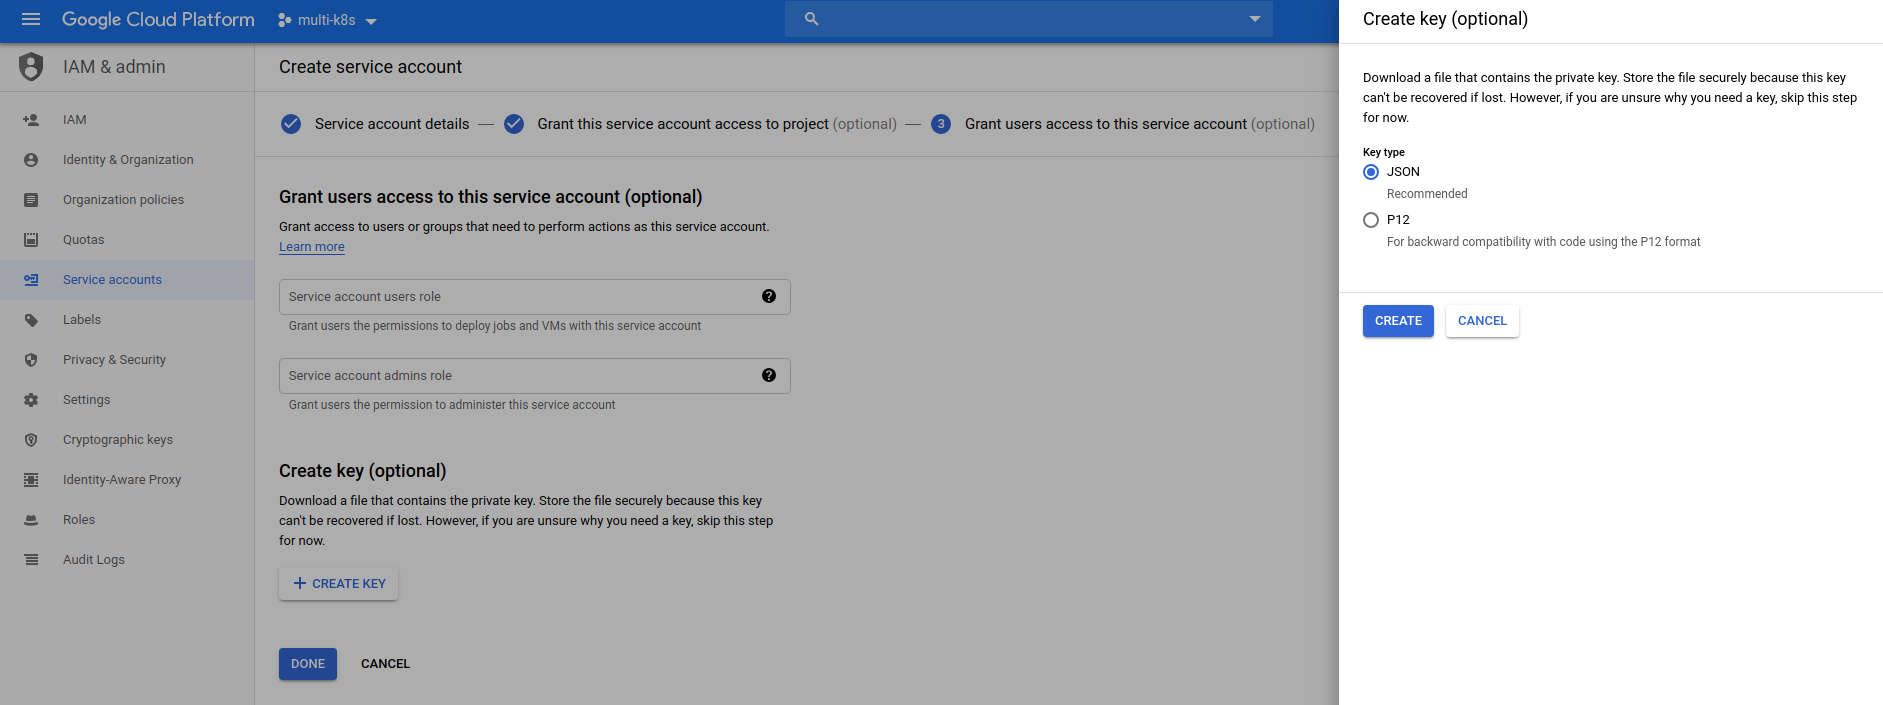 Google Cloud Platform
multi-k8s
IAM & admin
IAM
Identity & Organization
Organization policies
Quotas
Service accounts
Labels
Privacy & Security
Settings
Cryptographic keys
Identity-Aware Proxy
Roles
Audit Logs
Create service account
Service account details
Grant this service account access to project (optional)
3 Grant users access to this service account (optional)
Grant users access to this service account (optional)
Grant access to users or groups that need to perform actions as this service account.
Learn more
Service account users role ?
Grant users the permissions to deploy jobs and VMs with this service account
Service account admins role ?
Grant users the permission to administer this service account
Create key (optional)
Download a file that contains the private key. Store the file securely because this key
can't be recovered if lost. However, if you are unsure why you need a key, skip this step
for now.
+ CREATE KEY
DONE CANCEL
Create key (optional)
Download a file that contains the private key. Store the file securely because this key
can't be recovered if lost. However, if you are unsure why you need a key, skip this step
for now.
Key type
JSON
Recommended
P12
For backward compatibility with code using the P12 format
CREATE CANCEL